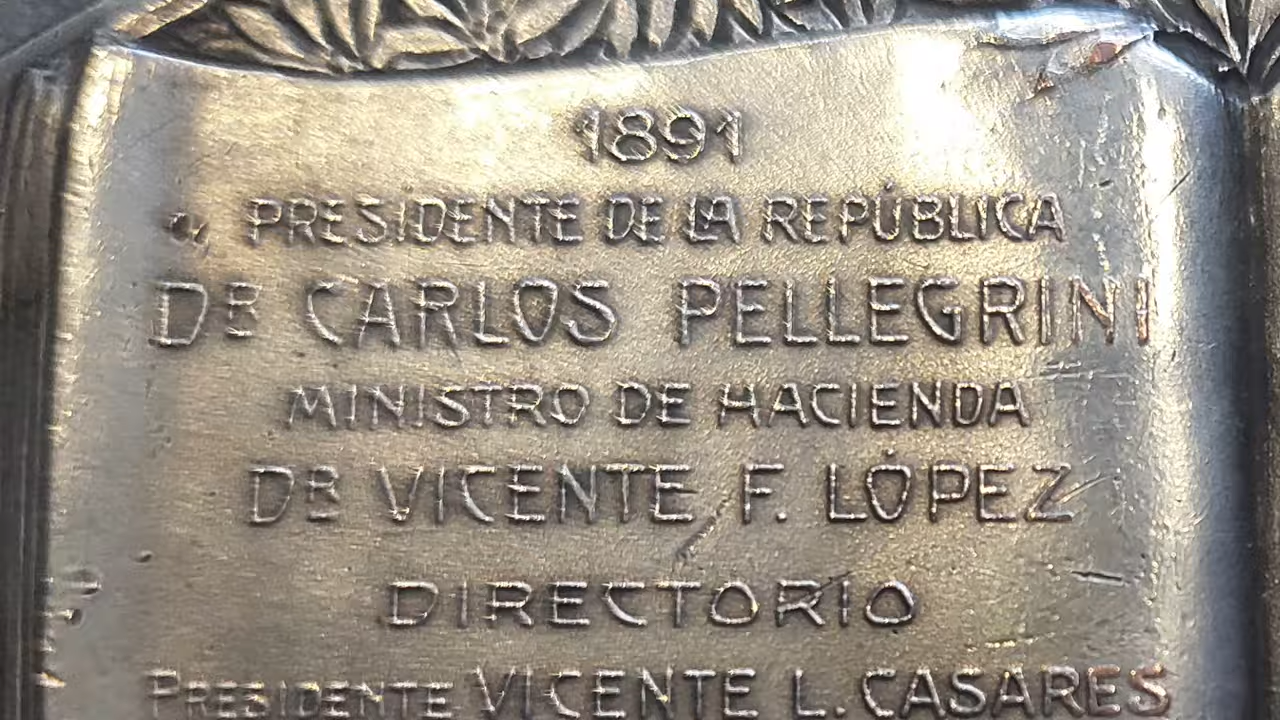 1891
PRESIDENTE DE LA REPÚBLICA
DR CARLOS PELLEGRINI
MINISTRO DE HACIENDA
DR VICENTE F. LÓPEZ
DIRECTORIO
PRESIDENTE VICENTE L. CASARES